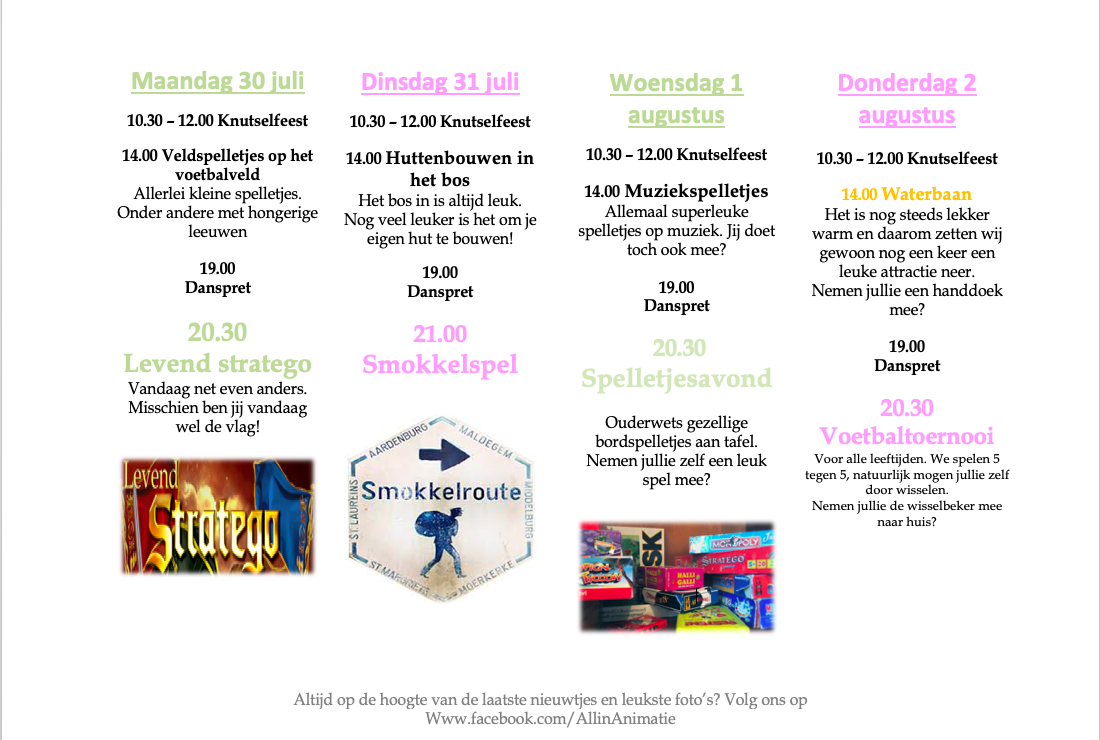 Maandag 30 juli
10.30 – 12.00 Knutselfeest
14.00 Veldspelletjes op het
voetbalveld
Allerlei kleine spelletjes.
Onder andere met hongerige
leeuwen
19.00
Danspret
20.30
Levend stratego
Vandaag net even anders.
Misschien ben jij vandaag
wel de vlag!
Levend
Stratego
Dinsdag 31 juli
10.30 – 12.00 Knutselfeest
14.00 Huttenbouwen in
het bos
Het bos in is altijd leuk.
Nog veel leuker is het om je
eigen hut te bouwen!
19.00
Danspret
21.00
Smokkelspel
AARDENBURG
MALDEGEM
Smokkelroute
ST. LAUREINS
MIDDELBURG
ST. MARGRIETE
MOERKERKE
Woensdag 1
augustus
10.30 – 12.00 Knutselfeest
14.00 Muziekspelletjes
Allemaal superleuke
spelletjes op muziek. Jij doet
toch ook mee?
19.00
Danspret
20.30
Spelletjesavond
Ouderwets gezellige
bordspelletjes aan tafel.
Nemen jullie zelf een leuk
spel mee?
SK
MONOPOLY
STRATEGO
HALLI
GALLI
Donderdag 2
augustus
10.30 – 12.00 Knutselfeest
14.00 Waterbaan
Het is nog steeds lekker
warm en daarom zetten wij
gewoon nog een keer een
leuke attractie neer.
Nemen jullie een handdoek
mee?
19.00
Danspret
20.30
Voetbaltoernooi
Voor alle leeftijden. We spelen 5
tegen 5, natuurlijk mogen jullie zelf
door wisselen.
Nemen jullie de wisselbeker mee
naar huis?
Altijd op de hoogte van de laatste nieuwtjes en leukste foto's? Volg ons op
Www.facebook.com/AllinAnimatie